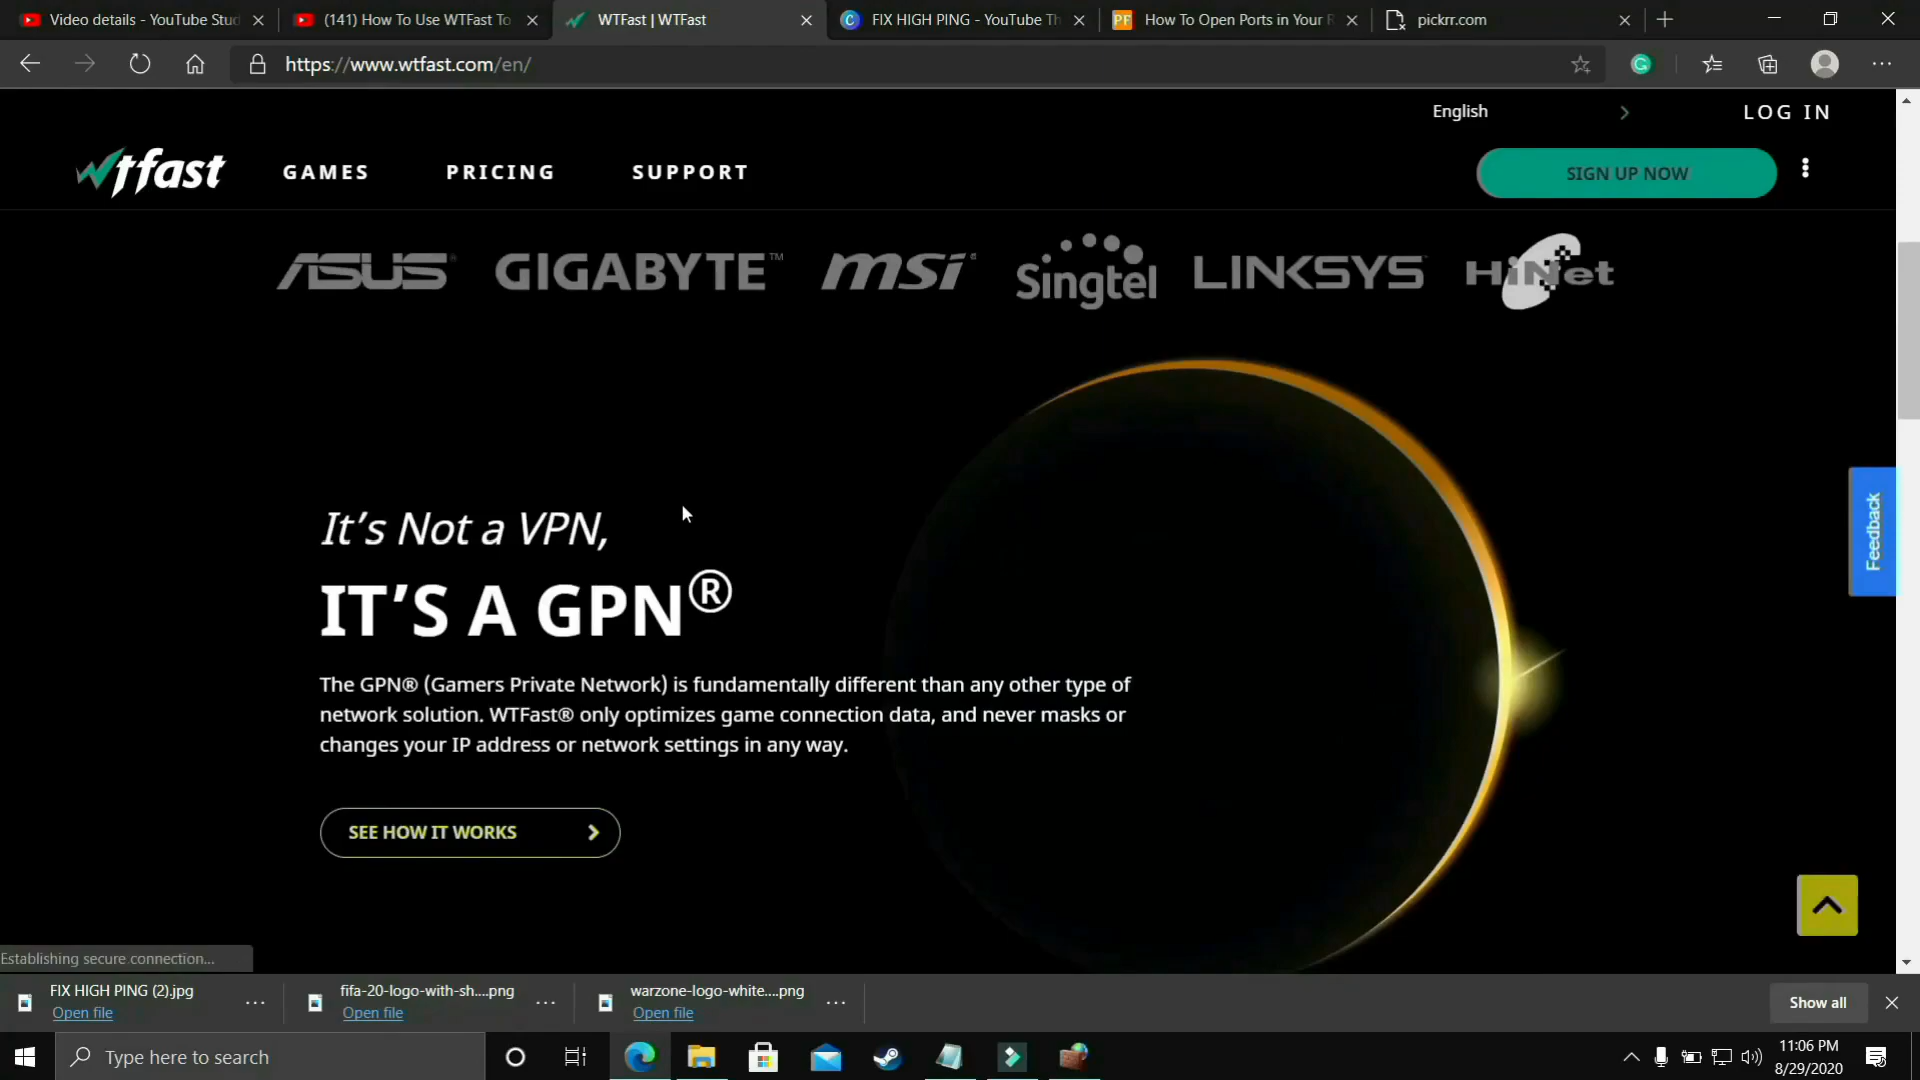 Video details - YouTube Stud
(141) How To Use WTFast To
WTFast | WTFast
FIX HIGH PING - YouTube Th
PF
How To Open Ports in Your R
pickrr.com
https://www.wtfast.com/en/
English
LOG IN
wtfast
GAMES
PRICING
SUPPORT
SIGN UP NOW
ASUS
GIGABYTE™
msi
Singtel
LINKSYS
HiNet
It's Not a VPN,
IT'S A GPN®
The GPN® (Gamers Private Network) is fundamentally different than any other type of
network solution. WTFast® only optimizes game connection data, and never masks or
changes your IP address or network settings in any way.
SEE HOW IT WORKS
Feedback
Establishing secure connection...
FIX HIGH PING (2).jpg
Open file
fifa-20-logo-with-sh....png
Open file
warzone-logo-white....png
Open file
Show all
Type here to search
11:06 PM
8/29/2020